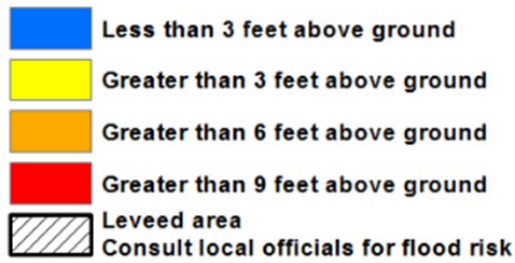 Less than 3 feet above ground
Greater than 3 feet above ground
Greater than 6 feet above ground
Greater than 9 feet above ground
Leveed area
Consult local officials for flood risk